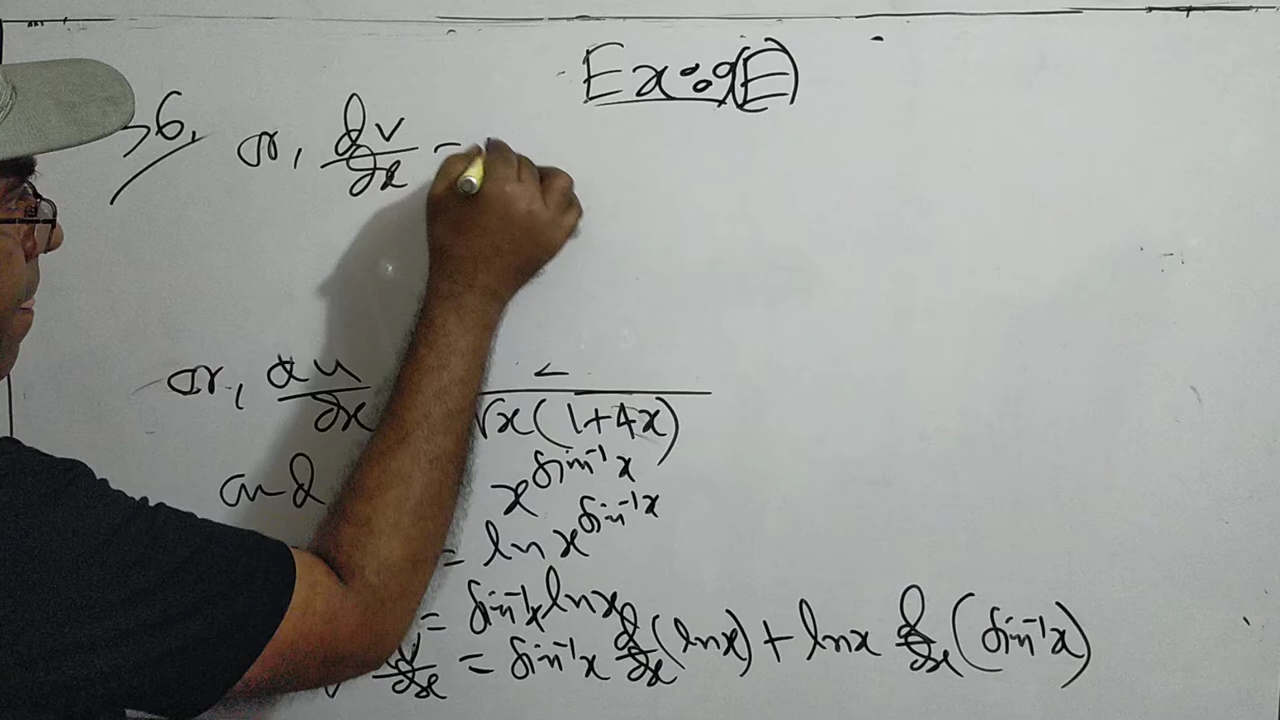 Ex:9(E)
6, or, dv/dx =
or, du/dx 2/√x(1+4x)
and x^sin⁻¹x
= ln x^sin⁻¹x
= sin⁻¹x ln x
dx = sin⁻¹x d/dx (ln x) + ln x d/dx (sin⁻¹x)